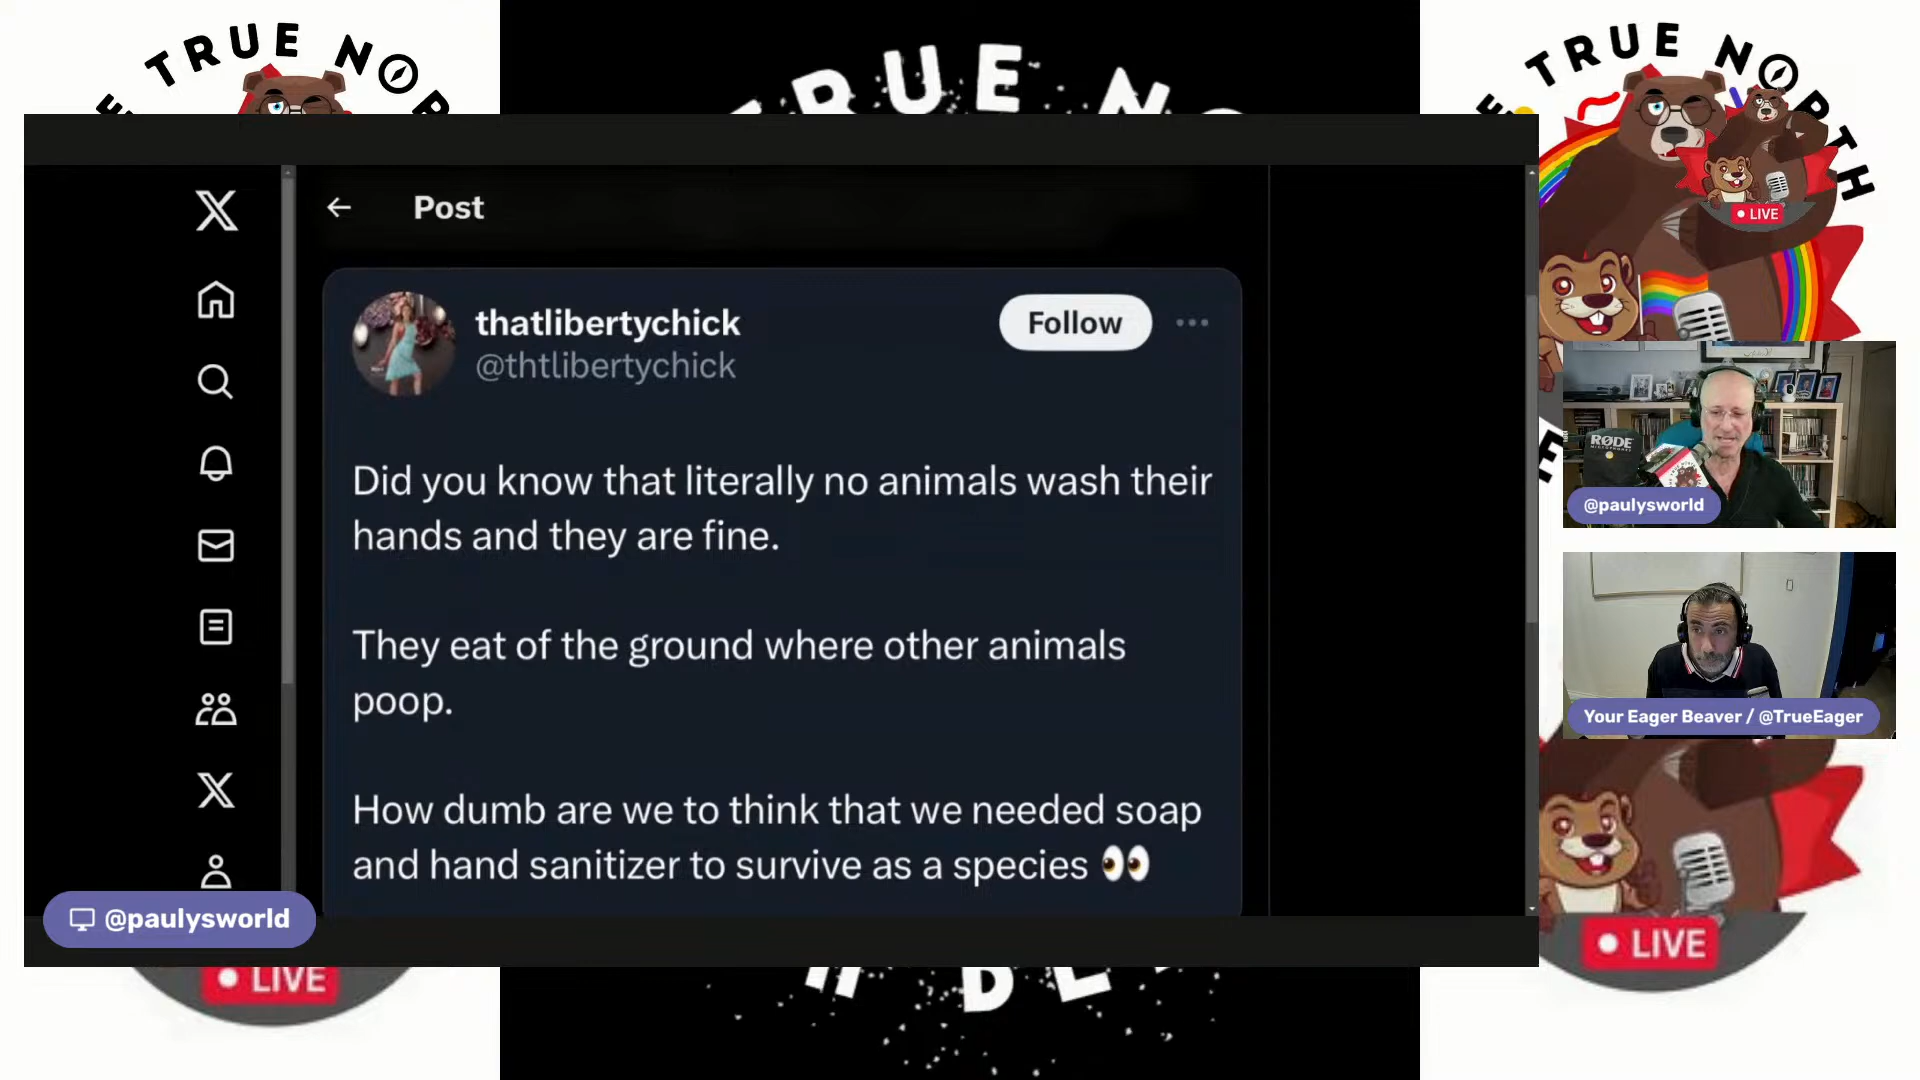 TRUE NORTH
TRUE NO
TRUE NORTH
LIVE
Post
thatlibertychick
@thtlibertychick
Follow
Did you know that literally no animals wash their
hands and they are fine.
They eat of the ground where other animals
poop.
How dumb are we to think that we needed soap
and hand sanitizer to survive as a species 👀
RØDE
@paulysworld
Your Eager Beaver / @TrueEager
@paulysworld
LIVE
LIVE